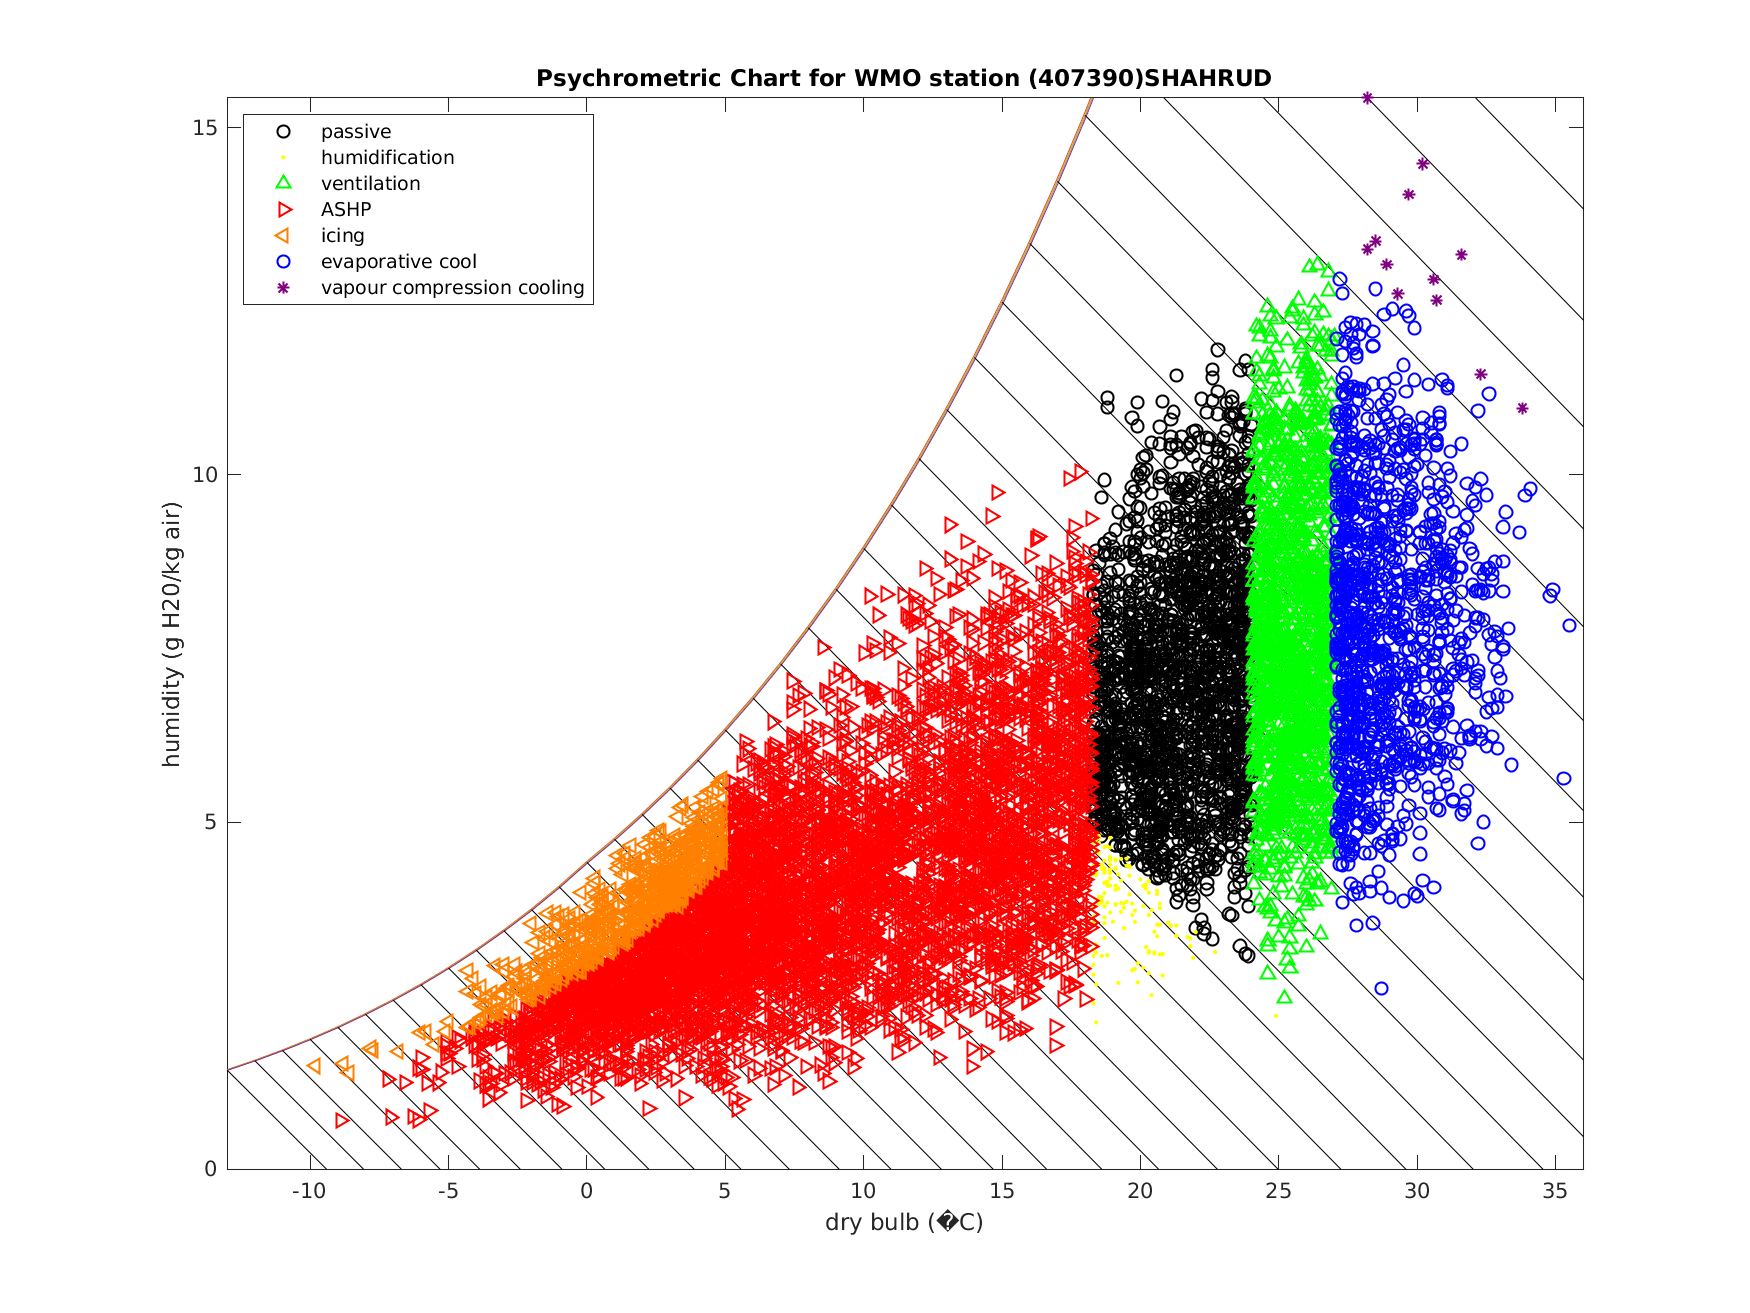 Psychrometric Chart for WMO station (407390)SHAHRUD
passive
humidification
ventilation
ASHP
icing
evaporative cool
vapour compression cooling
15
10
5
0
humidity (g H20/kg air)
-10 -5 0 5 10 15 20 25 30 35
dry bulb (�C)